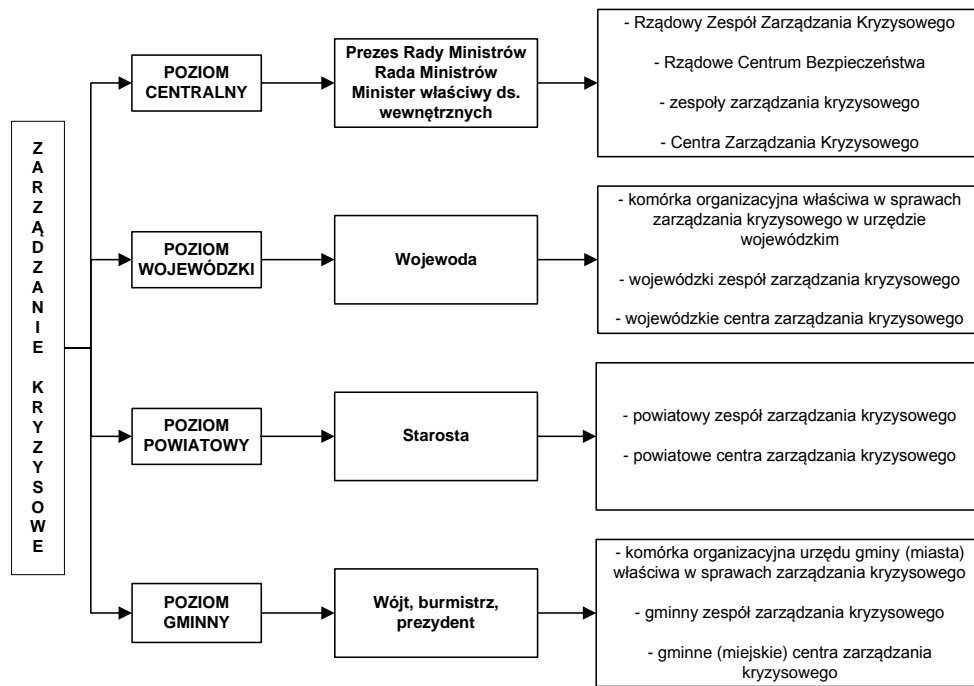 ZARZĄDZANIE KRYZYSOWE
POZIOM
CENTRALNY
Prezes Rady Ministrów
Rada Ministrów
Minister właściwy ds.
wewnętrznych
- Rządowy Zespół Zarządzania Kryzysowego
- Rządowe Centrum Bezpieczeństwa
- zespoły zarządzania kryzysowego
- Centra Zarządzania Kryzysowego
POZIOM
WOJEWÓDZKI
Wojewoda
- komórka organizacyjna właściwa w sprawach
zarządzania kryzysowego w urzędzie
wojewódzkim
- wojewódzki zespół zarządzania kryzysowego
- wojewódzkie centra zarządzania kryzysowego
POZIOM
POWIATOWY
Starosta
- powiatowy zespół zarządzania kryzysowego
- powiatowe centra zarządzania kryzysowego
POZIOM
GMINNY
Wójt, burmistrz,
prezydent
- komórka organizacyjna urzędu gminy (miasta)
właściwa w sprawach zarządzania kryzysowego
- gminny zespół zarządzania kryzysowego
- gminne (miejskie) centra zarządzania
kryzysowego